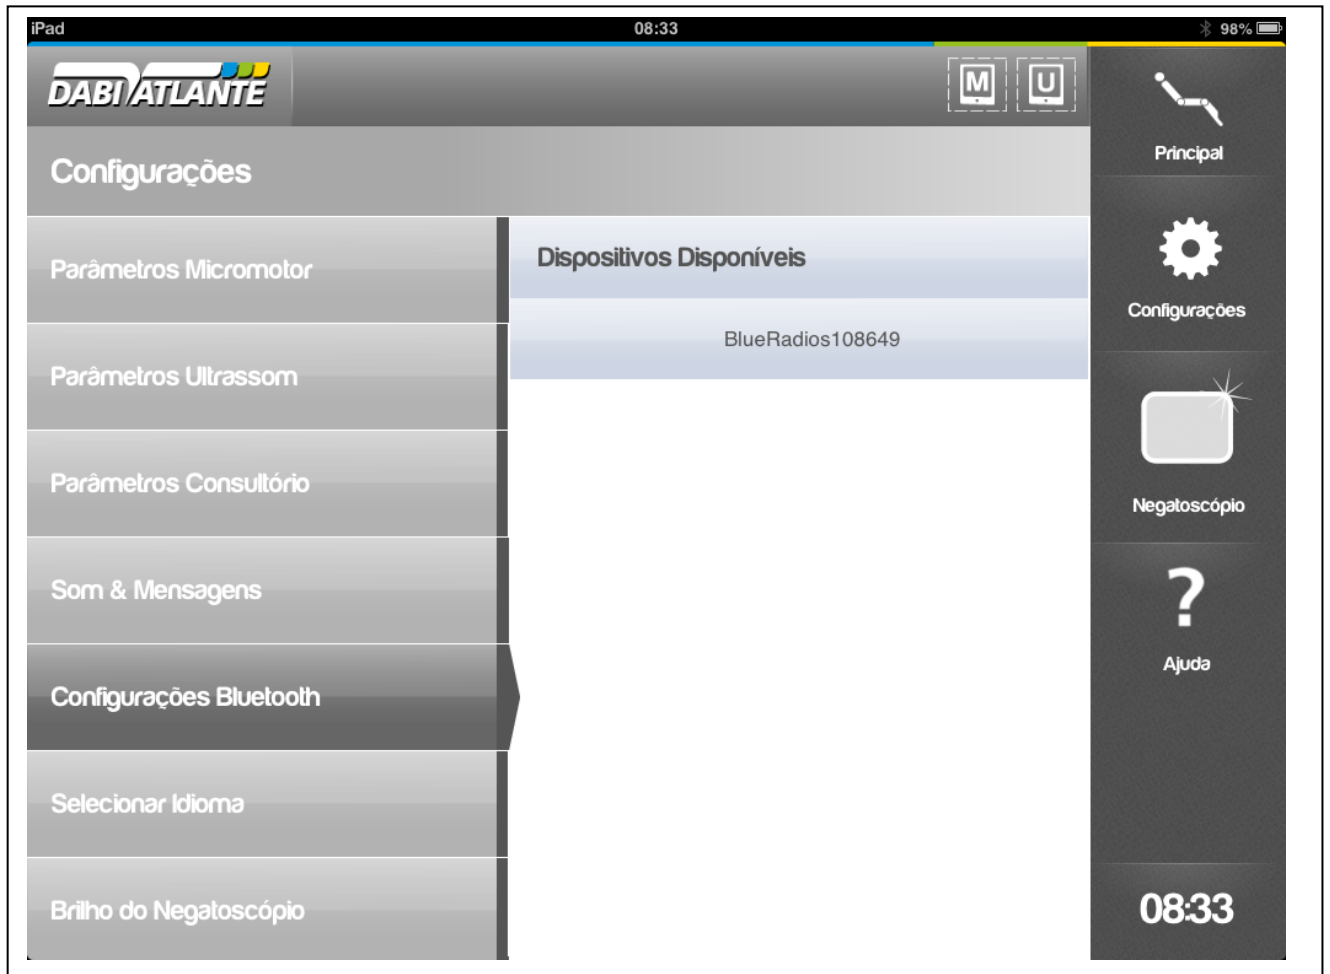 iPad
08:33
98%
DABI ATLANTE
M
U
Configurações
Parâmetros Micromotor
Parâmetros Ultrassom
Parâmetros Consultório
Som & Mensagens
Configurações Bluetooth
Selecionar Idioma
Brilho do Negatoscópio
Dispositivos Disponíveis
BlueRadios108649
Principal
Configurações
Negatoscópio
?
Ajuda
08:33